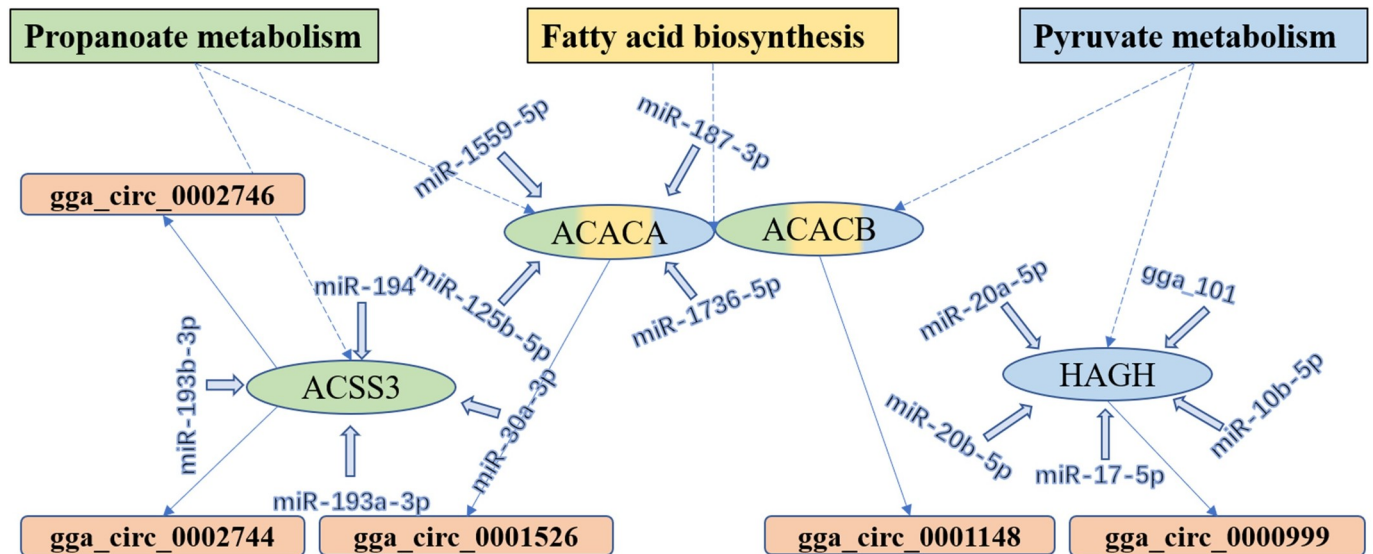 Propanoate metabolism
Fatty acid biosynthesis
Pyruvate metabolism
miR-1559-5p
miR-187-3p
gga_circ_0002746
ACACA
ACACB
miR-194
miR-125b-5p
miR-1736-5p
miR-20a-5p
gga_101
miR-193b-3p
ACSS3
miR-30a-3p
HAGH
miR-20b-5p
miR-10b-5p
miR-17-5p
miR-193a-3p
gga_circ_0002744
gga_circ_0001526
gga_circ_0001148
gga_circ_0000999